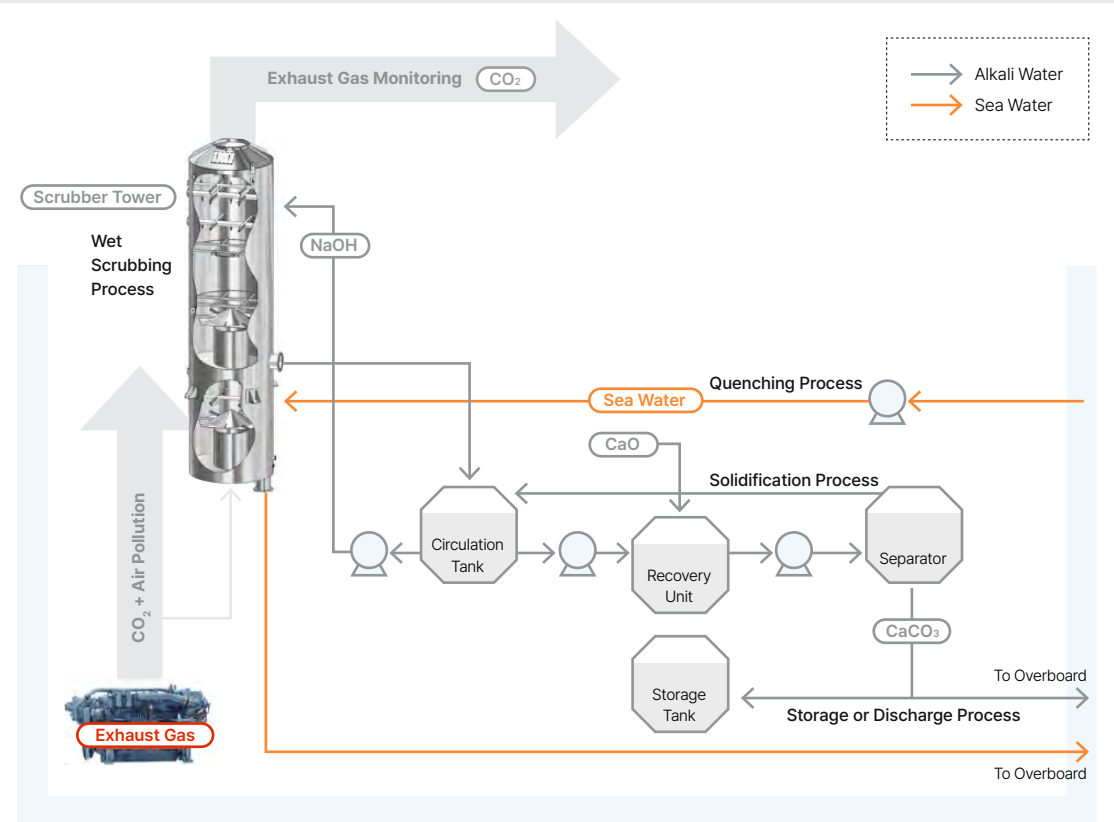 Exhaust Gas Monitoring
CO₂
Alkali Water
Sea Water
Scrubber Tower
Wet
Scrubbing
Process
NaOH
Quenching Process
Sea Water
CaO
Solidification Process
Circulation
Tank
Recovery
Unit
Separator
CO₂ + Air Pollution
CaCO₃
Storage
Tank
To Overboard
Storage or Discharge Process
Exhaust Gas
To Overboard